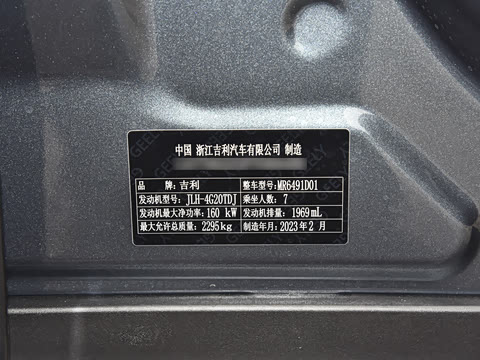 中国 浙江吉利汽车有限公司 制造
品 牌：吉利 整车型号：MR6491D01
发动机型号：JLH-4G20TDJ 乘坐人数：7
发动机最大净功率：160 kW 发动机排量：1969mL
最大允许总质量：2295kg 制造年月：2023年2 月